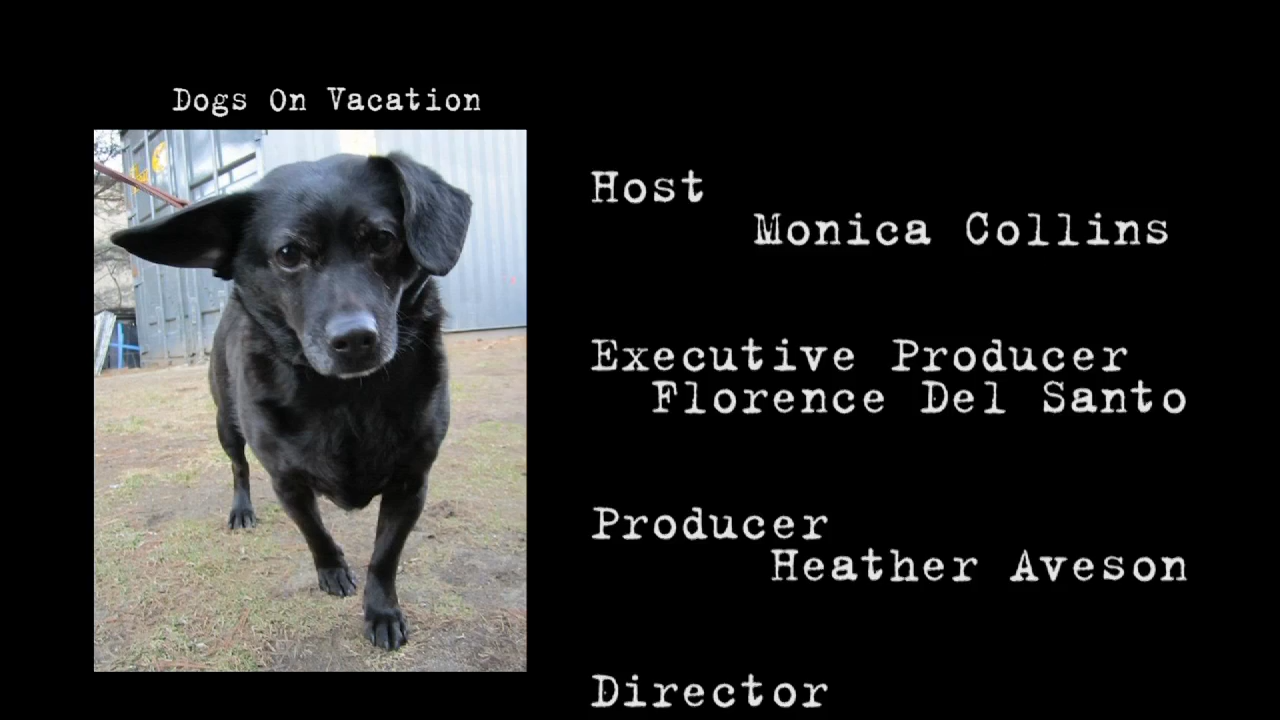 Dogs On Vacation
Host
Monica Collins
Executive Producer
Florence Del Santo
Producer
Heather Aveson
Director